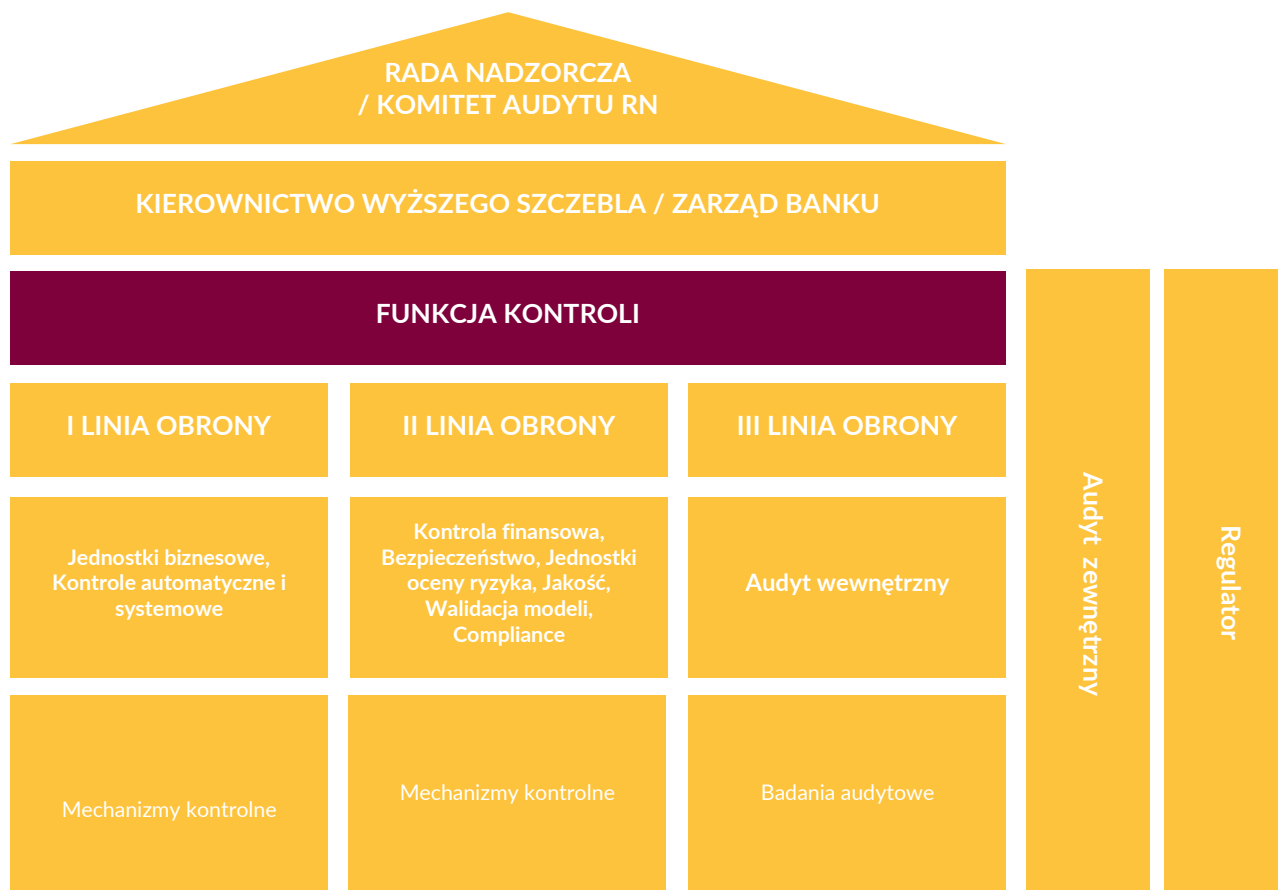 RADA NADZORCZA
/ KOMITET AUDYTU RN
KIEROWNICTWO WYŻSZEGO SZCZEBLA / ZARZĄD BANKU
FUNKCJA KONTROLI
I LINIA OBRONY
II LINIA OBRONY
III LINIA OBRONY
Jednostki biznesowe,
Kontrole automatyczne i
systemowe
Kontrola finansowa,
Bezpieczeństwo, Jednostki
oceny ryzyka, Jakość,
Walidacja modeli,
Compliance
Audyt wewnętrzny
Mechanizmy kontrolne
Mechanizmy kontrolne
Badania audytowe
Audyt zewnętrzny
Regulator